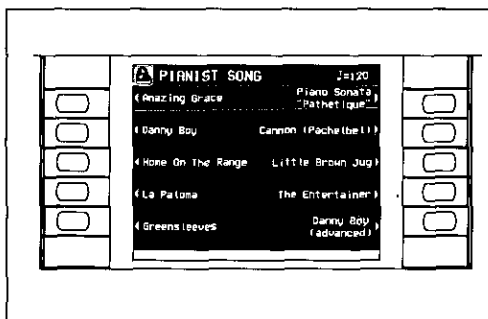 PIANIST SONG ♩=120
Amazing Grace Piano Sonata
"Pathetique"
Danny Boy Cannon (Pachelbel)
Home On The Range Little Brown Jug
La Paloma The Entertainer
Greensleeves Danny Boy
(advanced)